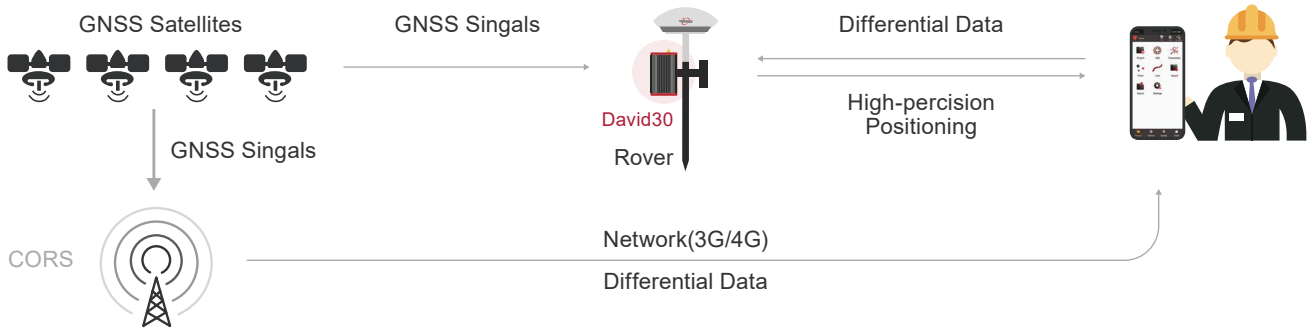 GNSS Satellites
GNSS Singals
Differential Data
High-percision
Positioning
David30
Rover
GNSS Singals
CORS
Network(3G/4G)
Differential Data